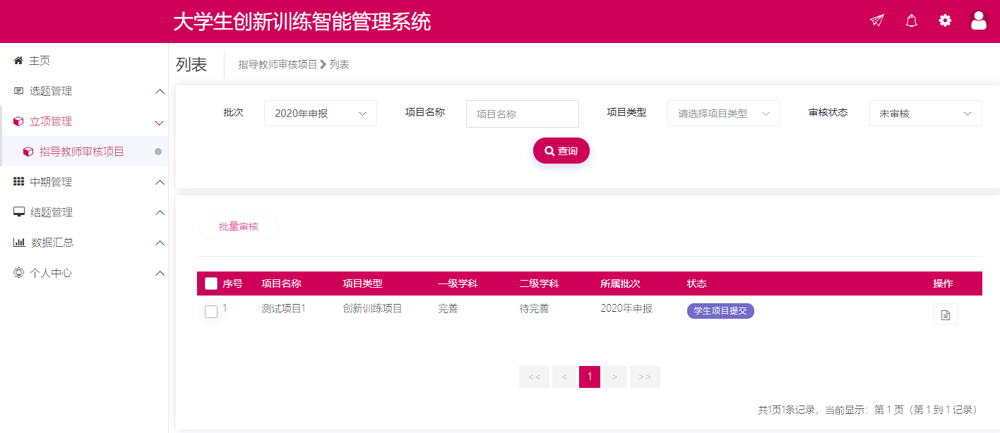 大学生创新训练智能管理系统
主页
选题管理
立项管理
指导教师审核项目
中期管理
结题管理
数据汇总
个人中心
列表 指导教师审核项目 列表
批次 2020年申报 项目名称 项目名称 项目类型 请选择项目类型 审核状态 未审核
查询
批量审核
序号 项目名称 项目类型 一级学科 二级学科 所属批次 状态 操作
1 测试项目1 创新训练项目 完善 待完善 2020年申报 学生项目提交
<< < 1 > >>
共1页1条记录，当前显示：第 1 页（第 1 到 1 记录）